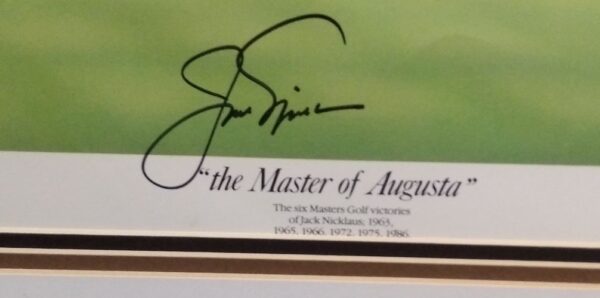 “the Master of Augusta”
The six Masters Golf victories
of Jack Nicklaus: 1963,
1965, 1966, 1972, 1975, 1986.